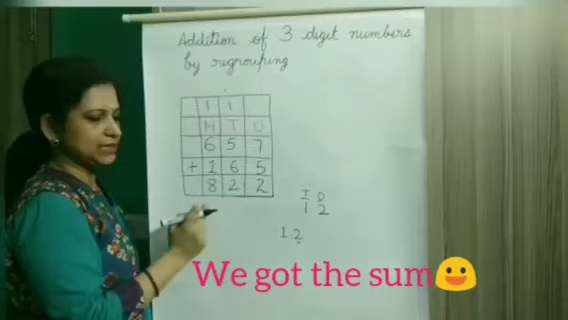 Addition of 3 digit numbers
by regrouping
1 1
H T O
6 5 7
+ 1 6 5
8 2 2
T O
1 2
12
We got the sum😃